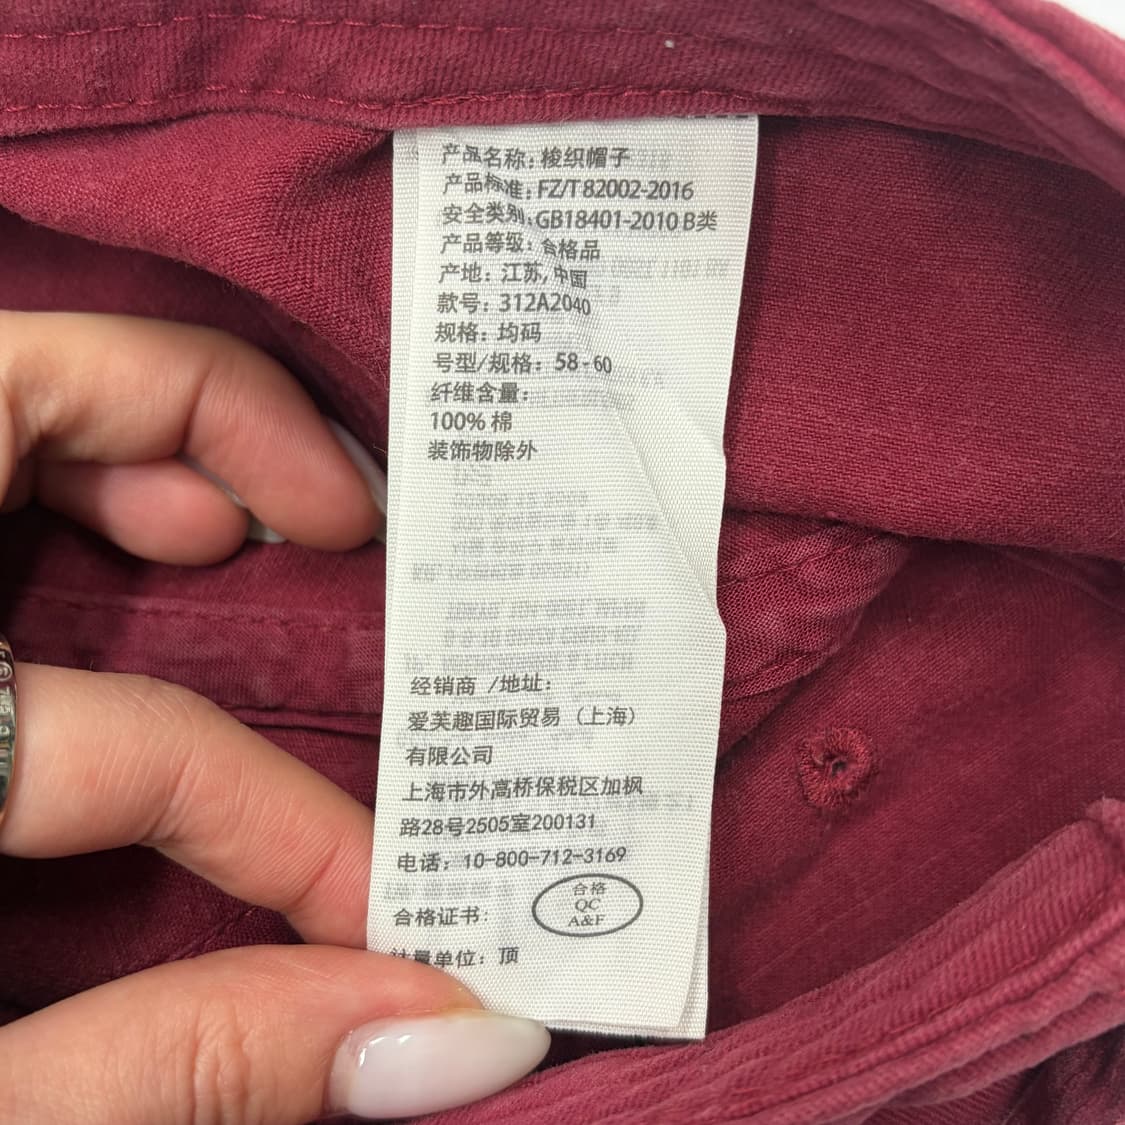 产品名称：梭织帽子
产品标准：FZ/T 82002-2016
安全类别：GB18401-2010 B类
产品等级：合格品
产地：江苏, 中国
款号：312A2040
规格：均码
号型/规格：58-60
纤维含量：
100% 棉
装饰物除外
经销商 /地址：
爱芙趣国际贸易（上海）
有限公司
上海市外高桥保税区加枫
路28号2505室200131
电话：10-800-712-3169
合格
QC
A&F
合格证书：
计量单位：顶